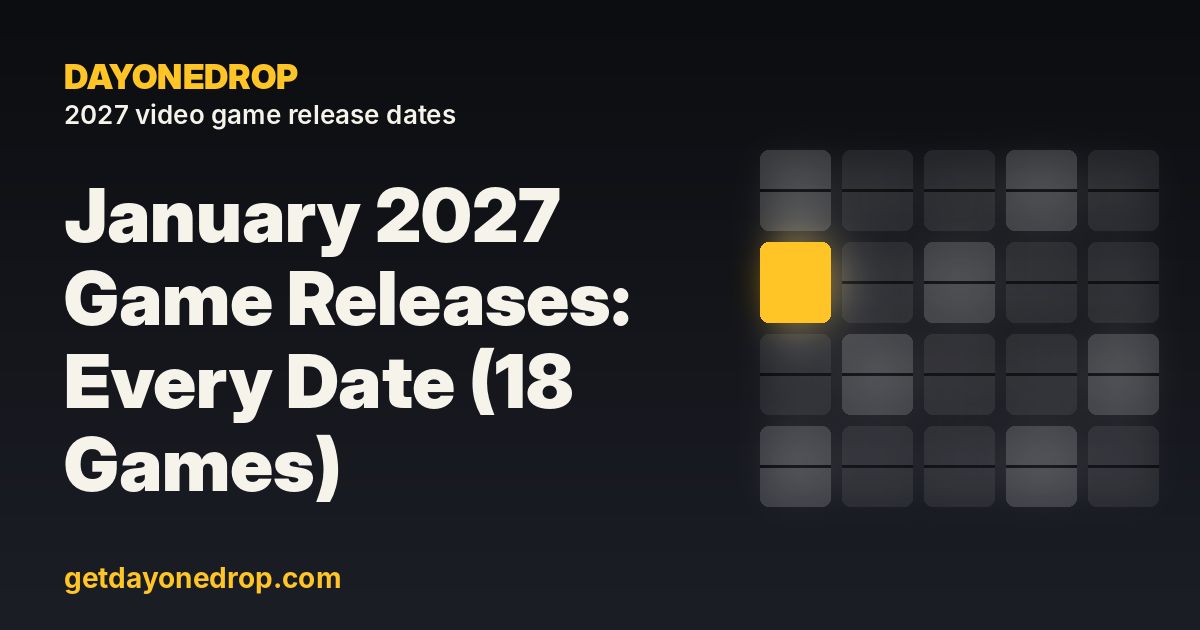 DAYONEDROP
2027 video game release dates
January 2027
Game Releases:
Every Date (18
Games)
getdayonedrop.com